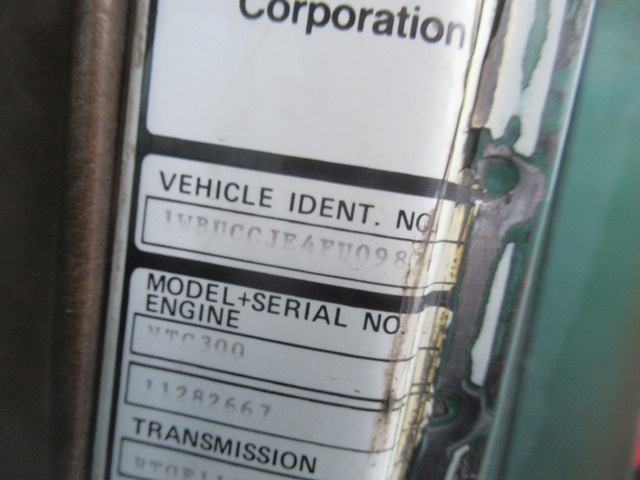 Corporation
VEHICLE IDENT. NO.
MODEL+SERIAL NO.
ENGINE
NTC300
11282667
TRANSMISSION